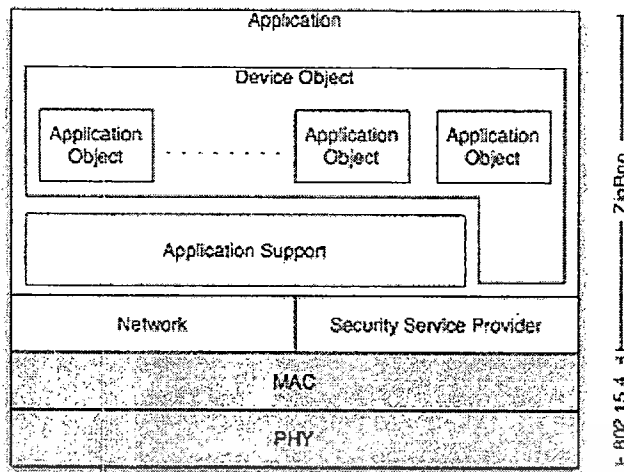 Application
Device Object
Application
Object
Application
Object
Application
Object
Application Support
Network
Security Service Provider
MAC
PHY
ZigBee
802.15.4